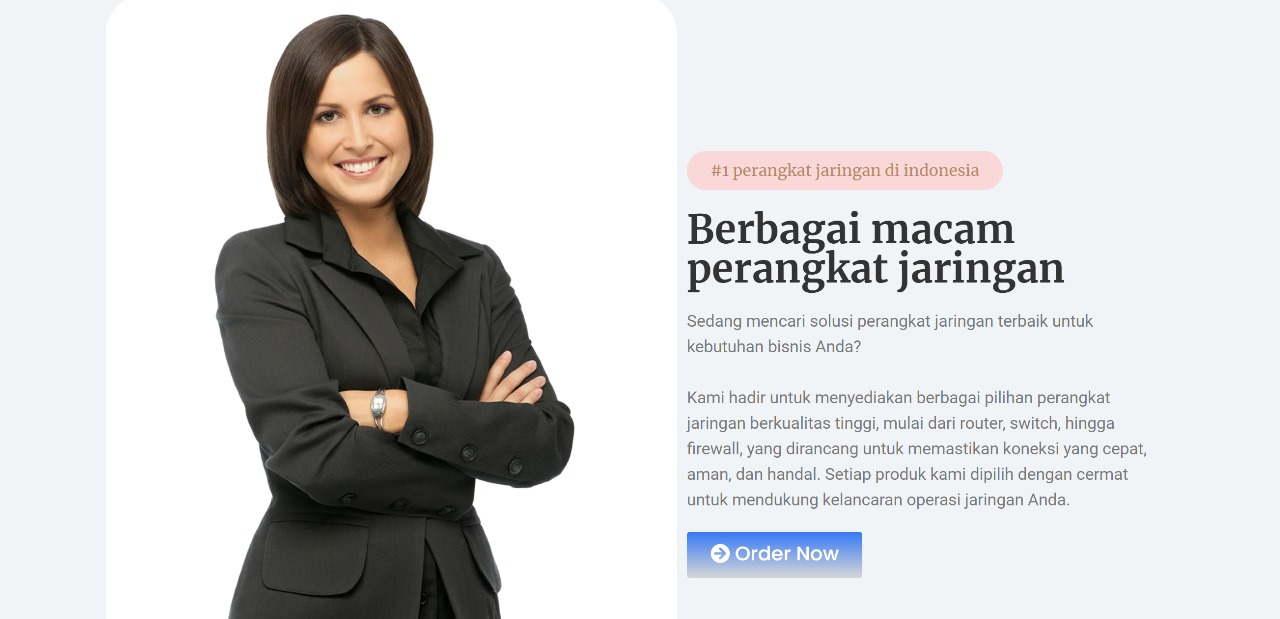 #1 perangkat jaringan di indonesia
Berbagai macam
perangkat jaringan
Sedang mencari solusi perangkat jaringan terbaik untuk
kebutuhan bisnis Anda?
Kami hadir untuk menyediakan berbagai pilihan perangkat
jaringan berkualitas tinggi, mulai dari router, switch, hingga
firewall, yang dirancang untuk memastikan koneksi yang cepat,
aman, dan handal. Setiap produk kami dipilih dengan cermat
untuk mendukung kelancaran operasi jaringan Anda.
Order Now